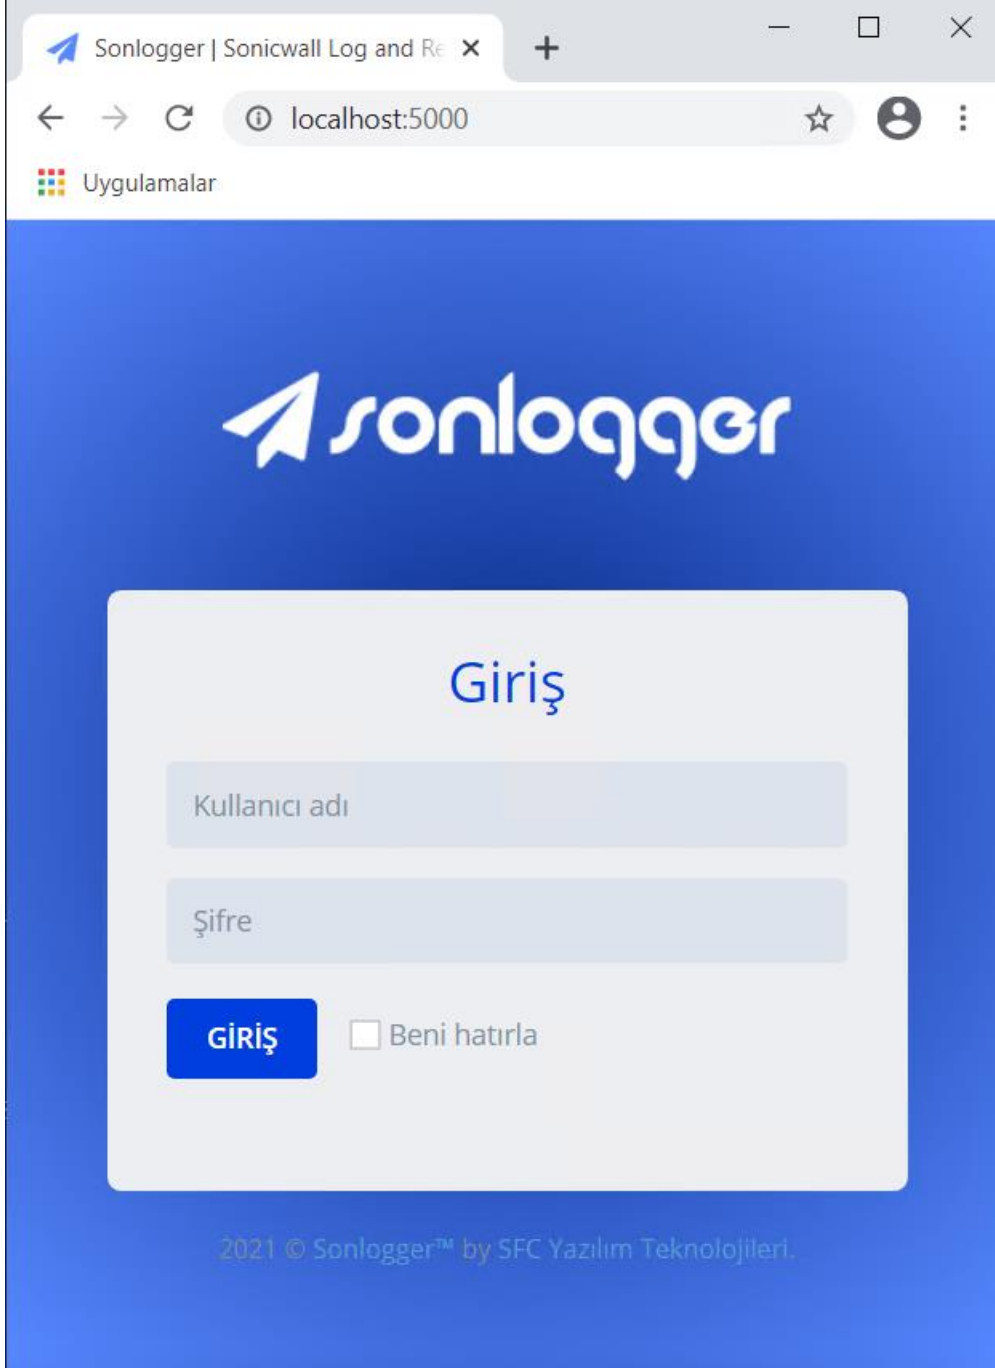 Sonlogger | Sonicwall Log and Re
localhost:5000
Uygulamalar
sonlogger
Giriş
Kullanıcı adı
Şifre
GİRİŞ
Beni hatırla
2021 © Sonlogger™ by SFC Yazılım Teknolojileri.